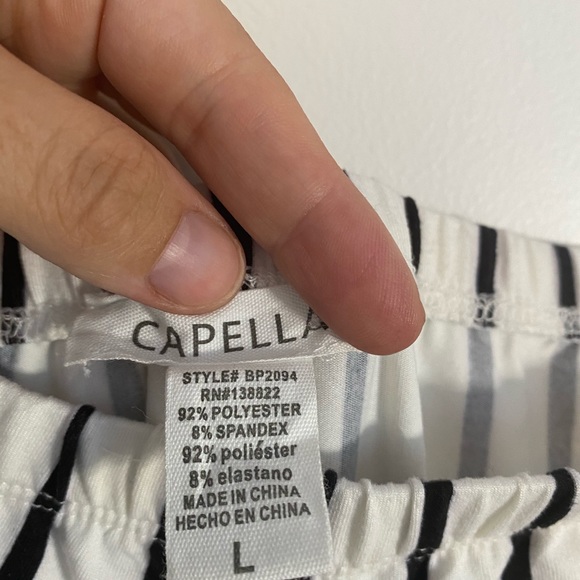 CAPELLA
STYLE# BP2094
RN#138822
92% POLYESTER
8% SPANDEX
92% poliéster
8% elastano
MADE IN CHINA
HECHO EN CHINA
L